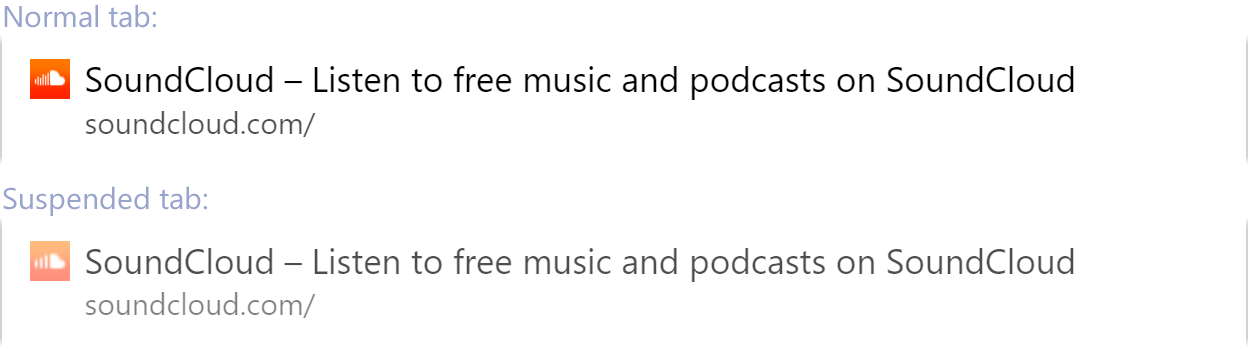 Normal tab:
SoundCloud – Listen to free music and podcasts on SoundCloud
soundcloud.com/
Suspended tab:
SoundCloud – Listen to free music and podcasts on SoundCloud
soundcloud.com/